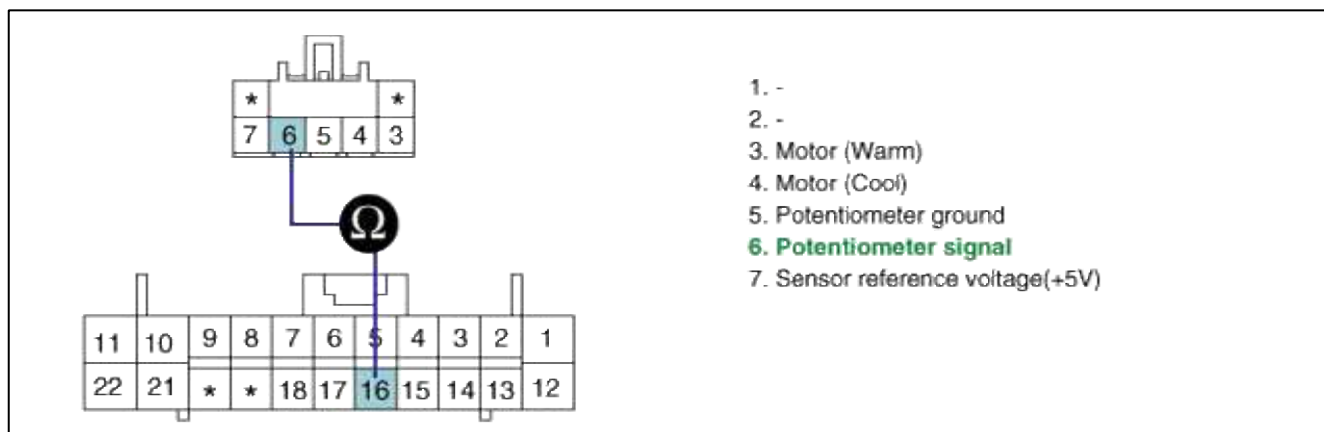 * *
7 6 5 4 3
Ω
11 10 9 8 7 6 5 4 3 2 1
22 21 * * 18 17 16 15 14 13 12
1. -
2. -
3. Motor (Warm)
4. Motor (Cool)
5. Potentiometer ground
6. Potentiometer signal
7. Sensor reference voltage(+5V)